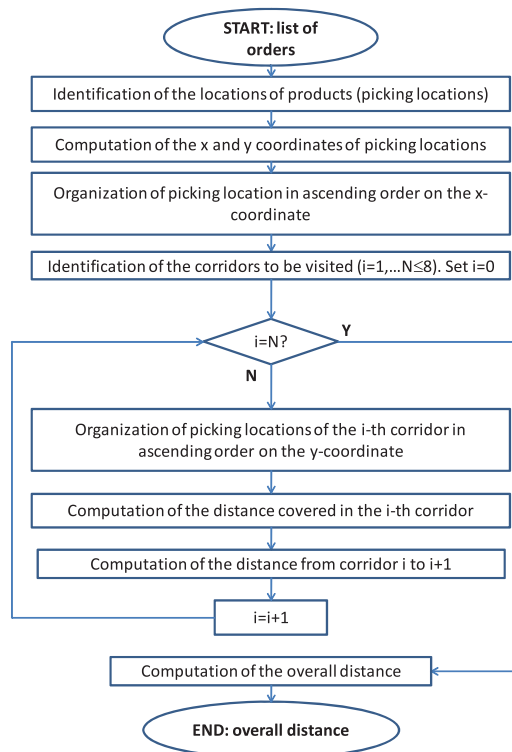 START: list of
orders
Identification of the locations of products (picking locations)
Computation of the x and y coordinates of picking locations
Organization of picking location in ascending order on the x-
coordinate
Identification of the corridors to be visited (i=1,...N≤8). Set i=0
i=N?
Y
N
Organization of picking locations of the i-th corridor in
ascending order on the y-coordinate
Computation of the distance covered in the i-th corridor
Computation of the distance from corridor i to i+1
i=i+1
Computation of the overall distance
END: overall distance